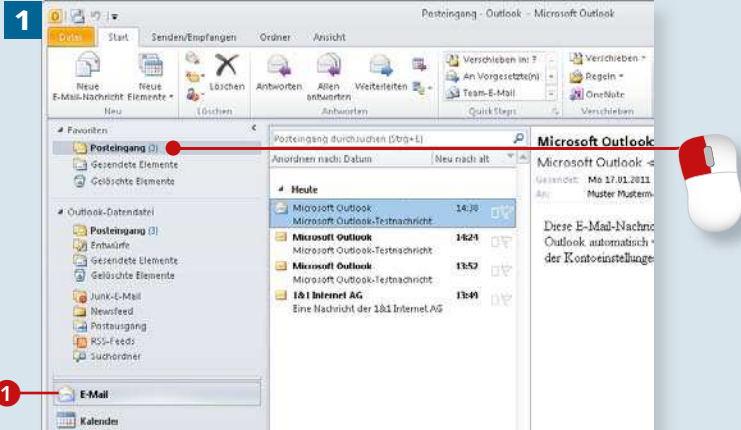 1
Posteingang - Outlook - Microsoft Outlook
Datei Start Senden/Empfangen Ordner Ansicht
Neue E-Mail-Nachricht
Neue Elemente
Neu
Löschen
Löschen
Antworten
Allen antworten
Weiterleiten
Antworten
Verschieben in: ?
An Vorgesetzte(n)
Team-E-Mail
QuickSteps
Verschieben
Regeln
OneNote
Verschieben
Favoriten
Posteingang (3)
Gesendete Elemente
Gelöschte Elemente
Outlook-Datendatei
Posteingang (3)
Entwürfe
Gesendete Elemente
Gelöschte Elemente
Junk-E-Mail
Newsfeed
Postausgang
RSS-Feeds
Suchordner
1
E-Mail
Kalender
Posteingang durchsuchen (Strg+E)
Anordnen nach: Datum Neu nach alt
Heute
Microsoft Outlook 14:38
Microsoft Outlook-Testnachricht
Microsoft Outlook 14:24
Microsoft Outlook-Testnachricht
Microsoft Outlook 13:52
Microsoft Outlook-Testnachricht
1&1 Internet AG 13:49
Eine Nachricht der 1&1 Internet AG
Microsoft Outlook
Microsoft Outlook <
Gesendet: Mo 17.01.2011
An: Muster Musterm
Diese E-Mail-Nachric
Outlook automatisch
der Kontoeinstellunge